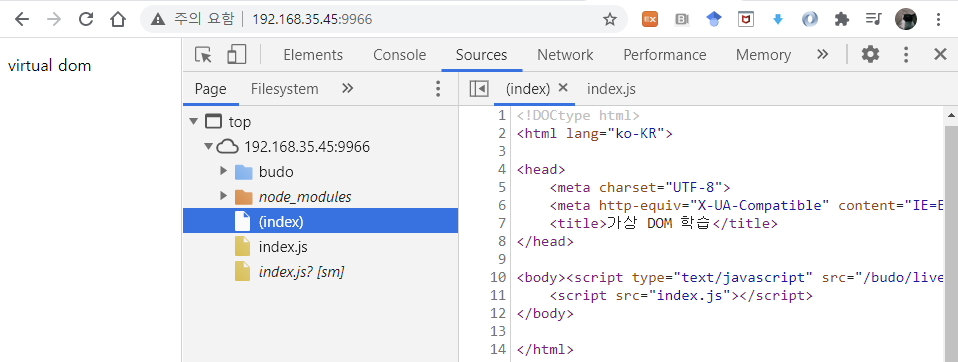 주의 요함 | 192.168.35.45:9966
virtual dom
Elements Console Sources Network Performance Memory »
Page Filesystem »
(index) × index.js
top
192.168.35.45:9966
budo
node_modules
(index)
index.js
index.js? [sm]
1 <!DOCtype html>
2 <html lang="ko-KR">
3
4 <head>
5 <meta charset="UTF-8">
6 <meta http-equiv="X-UA-Compatible" content="IE=E
7 <title>가상 DOM 학습</title>
8 </head>
9
10 <body><script type="text/javascript" src="/budo/live
11 <script src="index.js"></script>
12 </body>
13
14 </html>